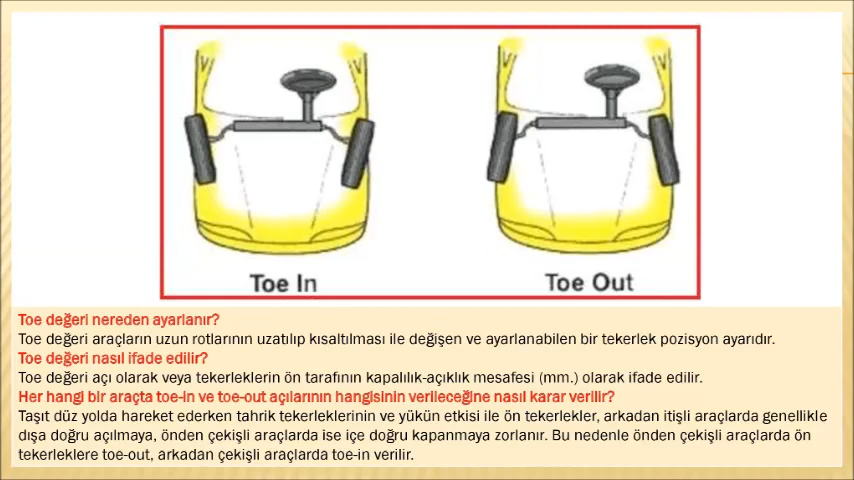 Toe In Toe Out
Toe değeri nereden ayarlanır?
Toe değeri araçların uzun rotlarının uzatılıp kısaltılması ile değişen ve ayarlanabilen bir tekerlek pozisyon ayarıdır.
Toe değeri nasıl ifade edilir?
Toe değeri açı olarak veya tekerleklerin ön tarafının kapalılık-açıklık mesafesi (mm.) olarak ifade edilir.
Her hangi bir araçta toe-in ve toe-out açılarının hangisinin verileceğine nasıl karar verilir?
Taşıt düz yolda hareket ederken tahrik tekerleklerinin ve yükün etkisi ile ön tekerlekler, arkadan itişli araçlarda genellikle
dışa doğru açılmaya, önden çekişli araçlarda ise içe doğru kapanmaya zorlanır. Bu nedenle önden çekişli araçlarda ön
tekerleklere toe-out, arkadan çekişli araçlarda toe-in verilir.